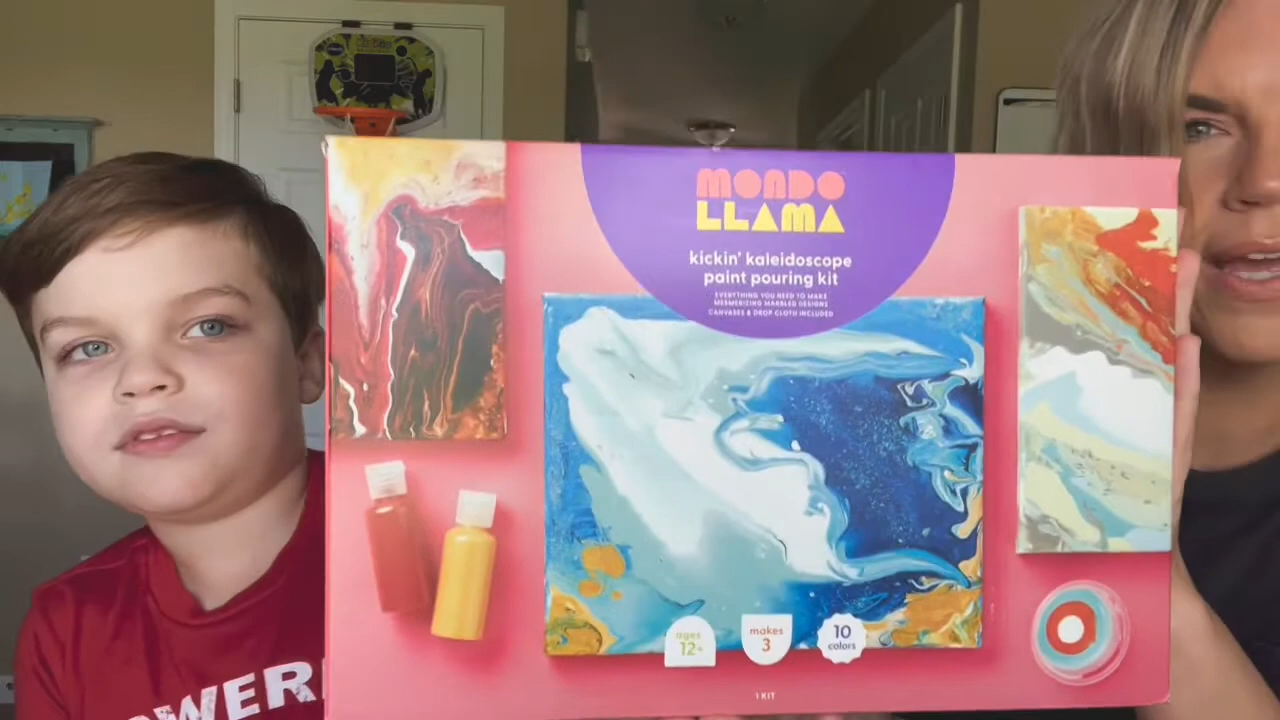 MONDO
LLAMA
kickin' kaleidoscope
paint pouring kit
EVERYTHING YOU NEED TO MAKE
MESMERIZING MARBLED DESIGNS
CANVASES & DROP CLOTH INCLUDED
ages
12+
makes
3
10
colors
1 KIT
OWER